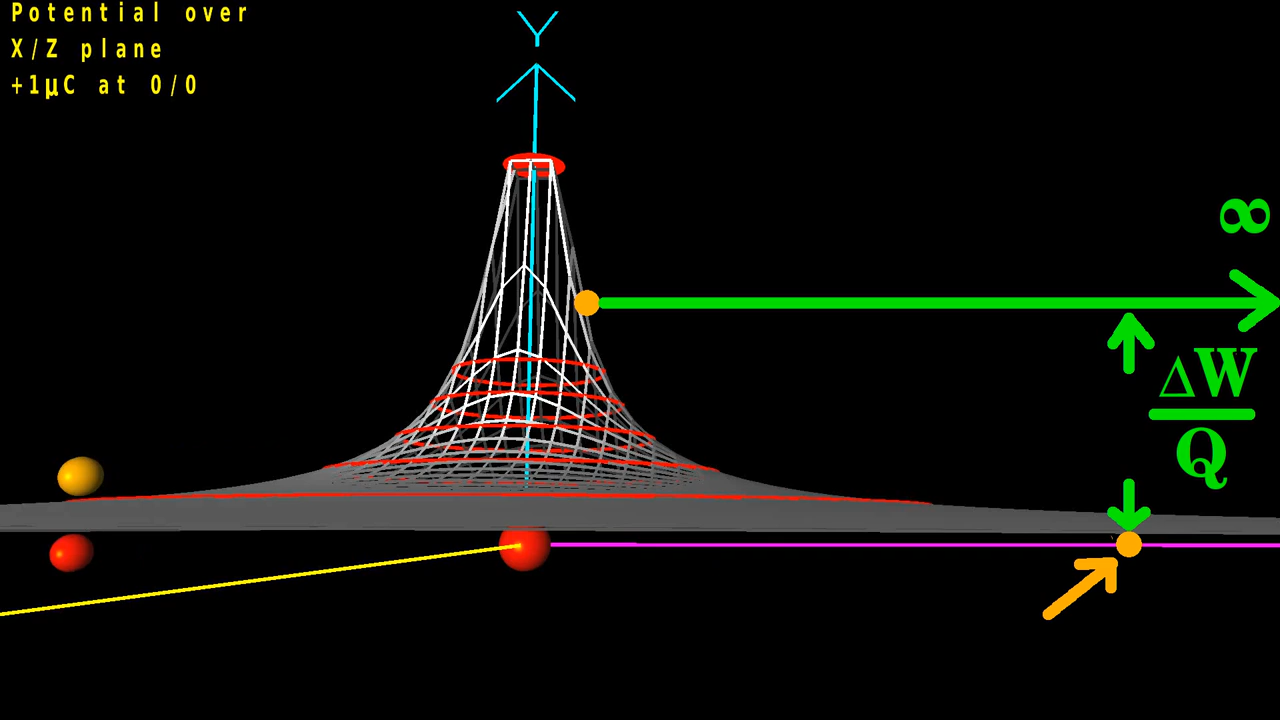 Potential over
X/Z plane
+1µC at 0/0
Y
∞
ΔW
Q